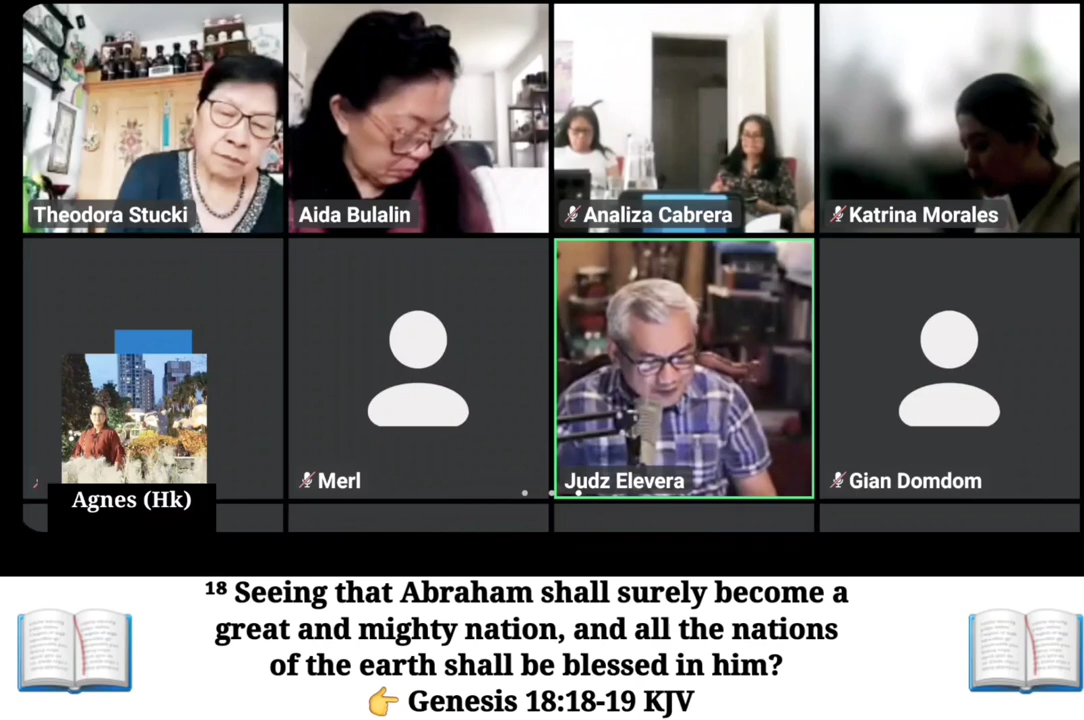 Theodora Stucki
Aida Bulalin
Analiza Cabrera
Katrina Morales
Agnes (Hk)
Merl
Judz Elevera
Gian Domdom
¹⁸ Seeing that Abraham shall surely become a
great and mighty nation, and all the nations
of the earth shall be blessed in him?
👉 Genesis 18:18-19 KJV